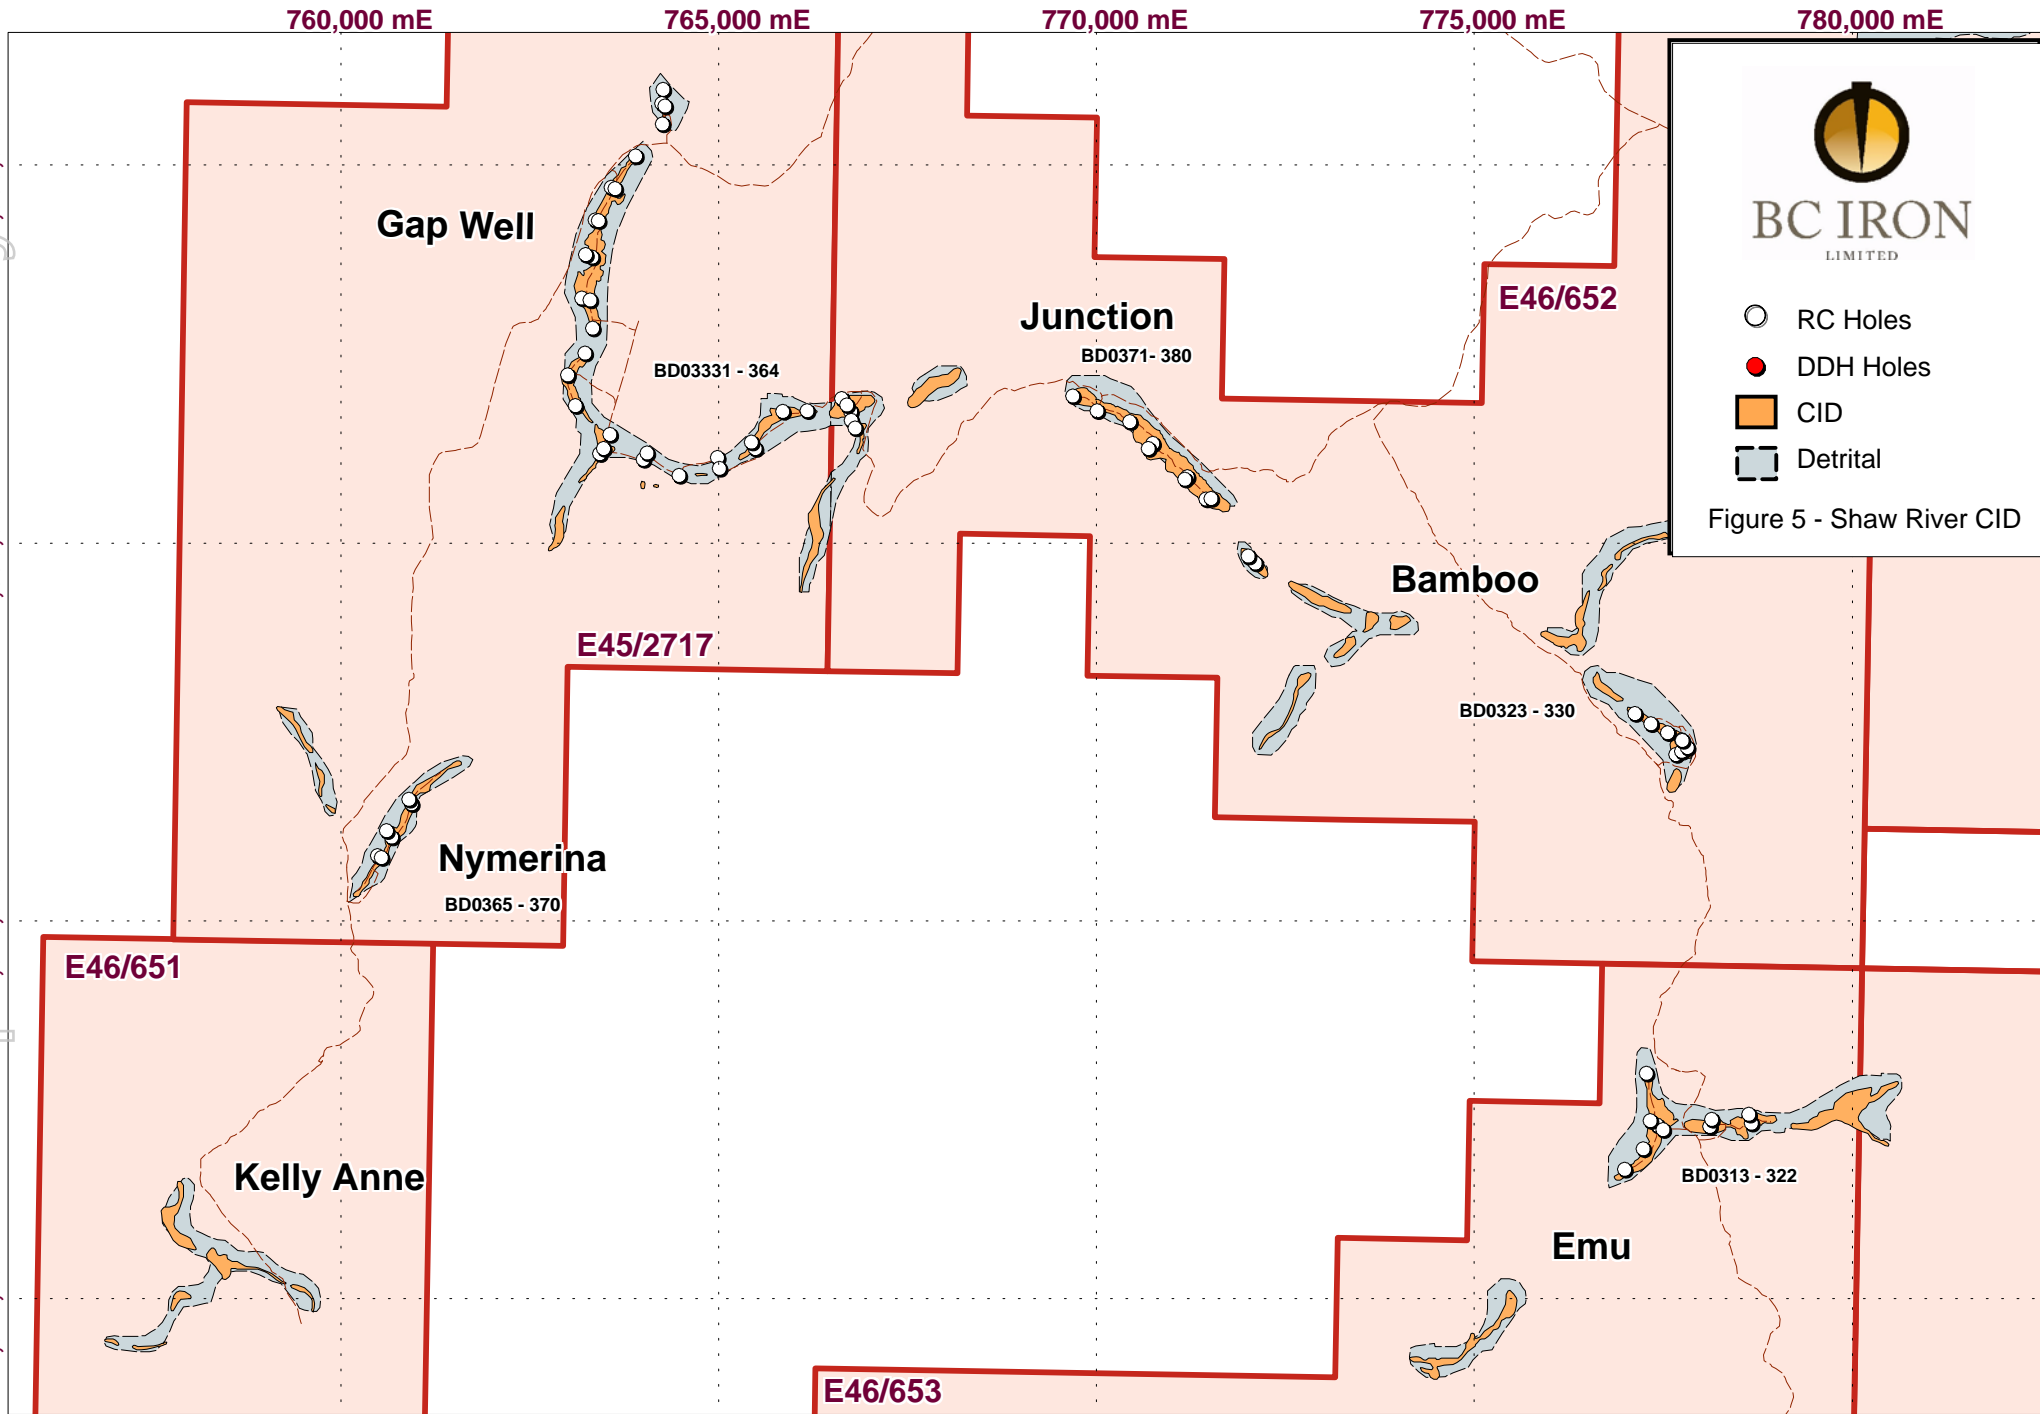 760,000 mE
765,000 mE
770,000 mE
775,000 mE
780,000 mE
BC IRON
LIMITED
RC Holes
DDH Holes
CID
Detrital
Figure 5 - Shaw River CID
Gap Well
Junction
BD0371- 380
E46/652
BD03331 - 364
Bamboo
E45/2717
BD0323 - 330
Nymerina
BD0365 - 370
E46/651
Kelly Anne
BD0313 - 322
Emu
E46/653